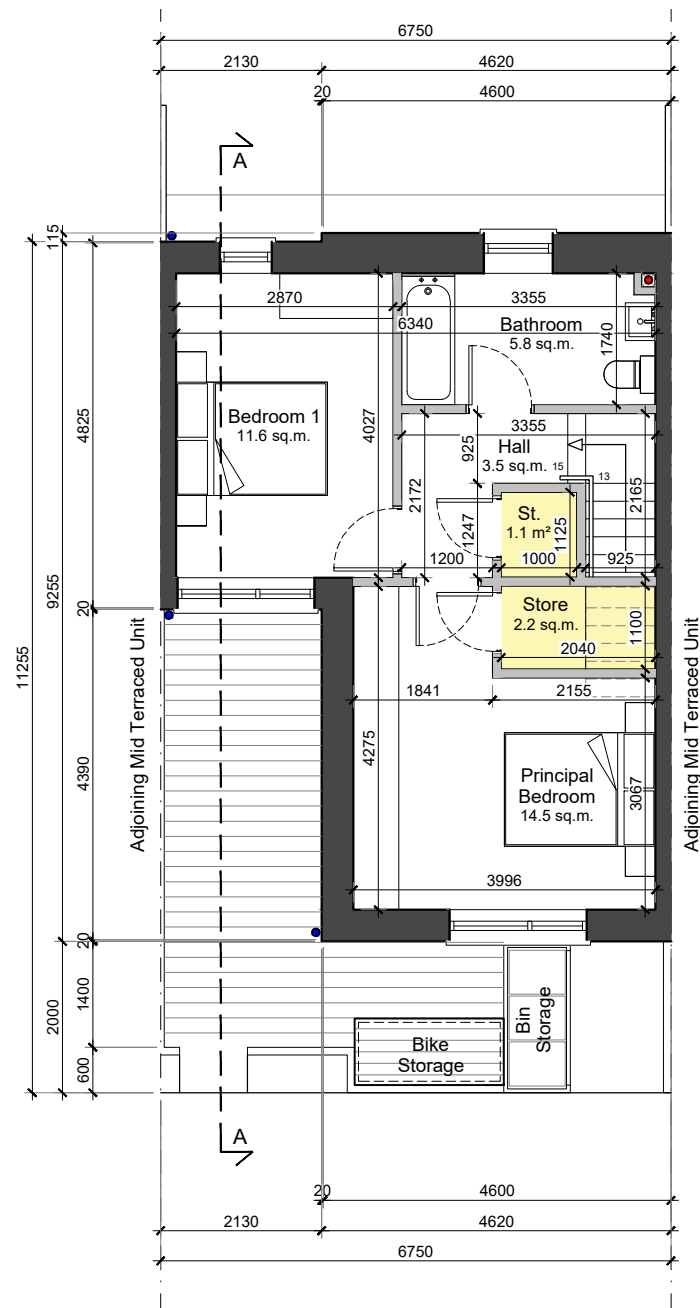 6750
2130
4620
20
4600
A
115
2870
3355
6340
Bathroom
5.8 sq.m.
1740
Bedroom 1
11.6 sq.m.
4825
4027
3355
925
Hall
3.5 sq.m.
15
13
2172
2165
St.
1.1 m²
1247
1125
1200
1000
925
9255
11255
20
Store
2.2 sq.m.
1100
2040
Adjoining Mid Terraced Unit
Adjoining Mid Terraced Unit
1841
2155
4275
4390
Principal
Bedroom
14.5 sq.m.
3067
3996
20
2000
1400
600
Bike
Storage
Bin
Storage
A
20
4600
2130
4620
6750